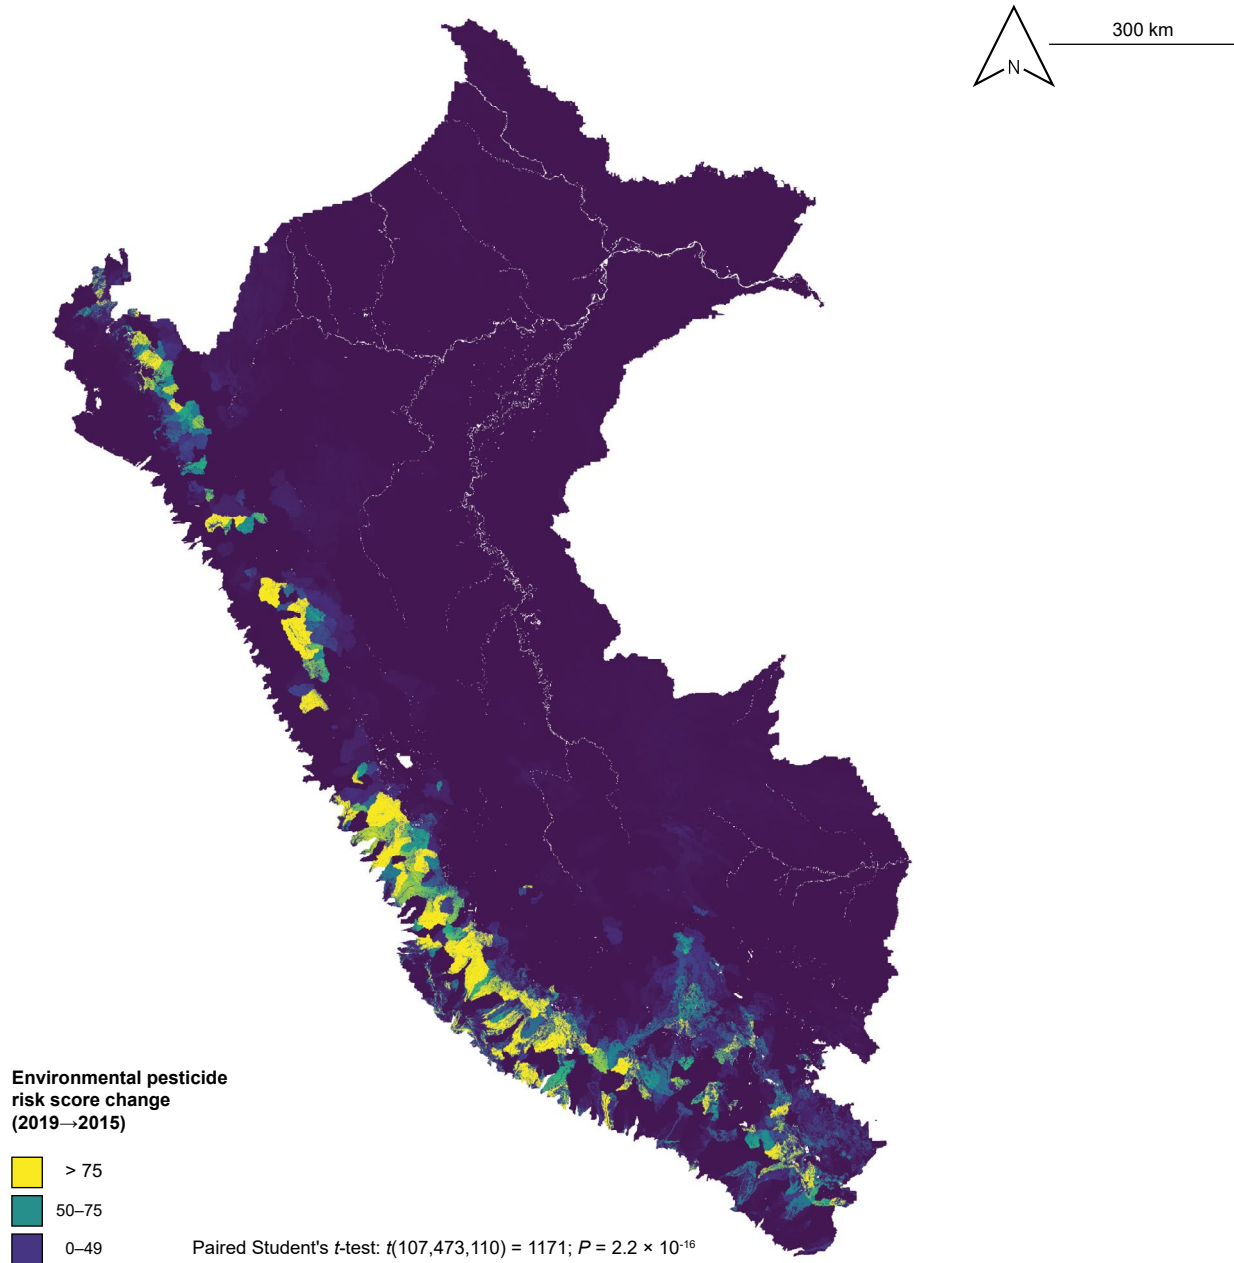 300 km
N
Environmental pesticide
risk score change
(2019→2015)
> 75
50–75
0–49
Paired Student's t-test: t(107,473,110) = 1171; P = 2.2 × 10⁻¹⁶